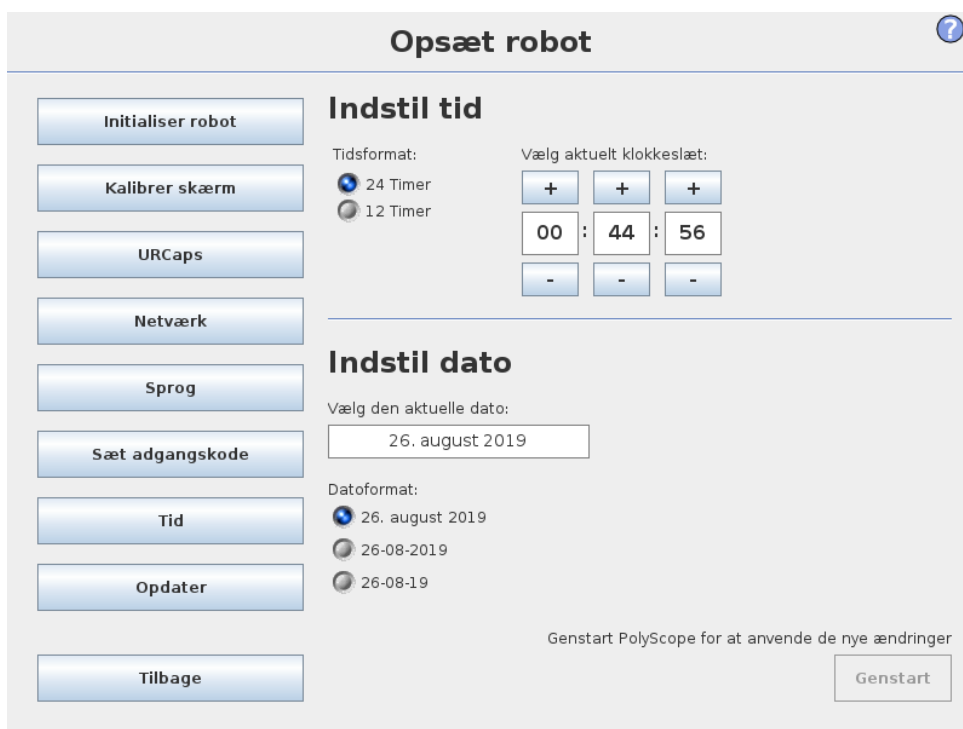 Opsæt robot
?
Initialiser robot
Kalibrer skærm
URCaps
Netværk
Sprog
Sæt adgangskode
Tid
Opdater
Tilbage
Indstil tid
Tidsformat:
24 Timer
12 Timer
Vælg aktuelt klokkeslæt:
+ + +
00 : 44 : 56
- - -
Indstil dato
Vælg den aktuelle dato:
26. august 2019
Datoformat:
26. august 2019
26-08-2019
26-08-19
Genstart PolyScope for at anvende de nye ændringer
Genstart